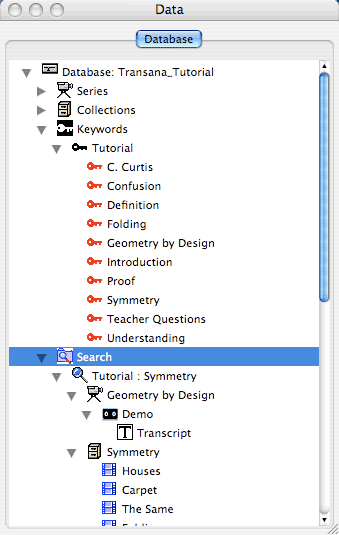 Data
Database
Database: Transana_Tutorial
Series
Collections
Keywords
Tutorial
C. Curtis
Confusion
Definition
Folding
Geometry by Design
Introduction
Proof
Symmetry
Teacher Questions
Understanding
Search
Tutorial : Symmetry
Geometry by Design
Demo
T Transcript
Symmetry
Houses
Carpet
The Same